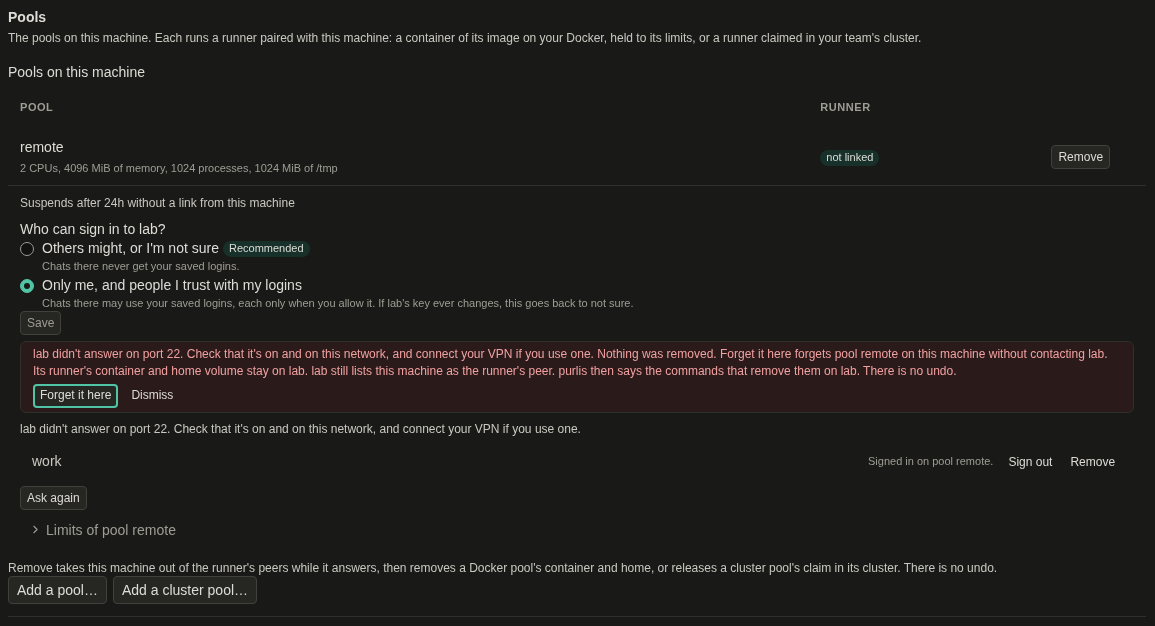 Pools
The pools on this machine. Each runs a runner paired with this machine: a container of its image on your Docker, held to its limits, or a runner claimed in your team's cluster.
Pools on this machine
POOL RUNNER
remote
2 CPUs, 4096 MiB of memory, 1024 processes, 1024 MiB of /tmp
not linked
Remove
Suspends after 24h without a link from this machine
Who can sign in to lab?
Others might, or I'm not sure Recommended
Chats there never get your saved logins.
Only me, and people I trust with my logins
Chats there may use your saved logins, each only when you allow it. If lab's key ever changes, this goes back to not sure.
Save
lab didn't answer on port 22. Check that it's on and on this network, and connect your VPN if you use one. Nothing was removed. Forget it here forgets pool remote on this machine without contacting lab.
Its runner's container and home volume stay on lab. lab still lists this machine as the runner's peer. purlis then says the commands that remove them on lab. There is no undo.
Forget it here Dismiss
lab didn't answer on port 22. Check that it's on and on this network, and connect your VPN if you use one.
work Signed in on pool remote. Sign out Remove
Ask again
Limits of pool remote
Remove takes this machine out of the runner's peers while it answers, then removes a Docker pool's container and home, or releases a cluster pool's claim in its cluster. There is no undo.
Add a pool… Add a cluster pool…